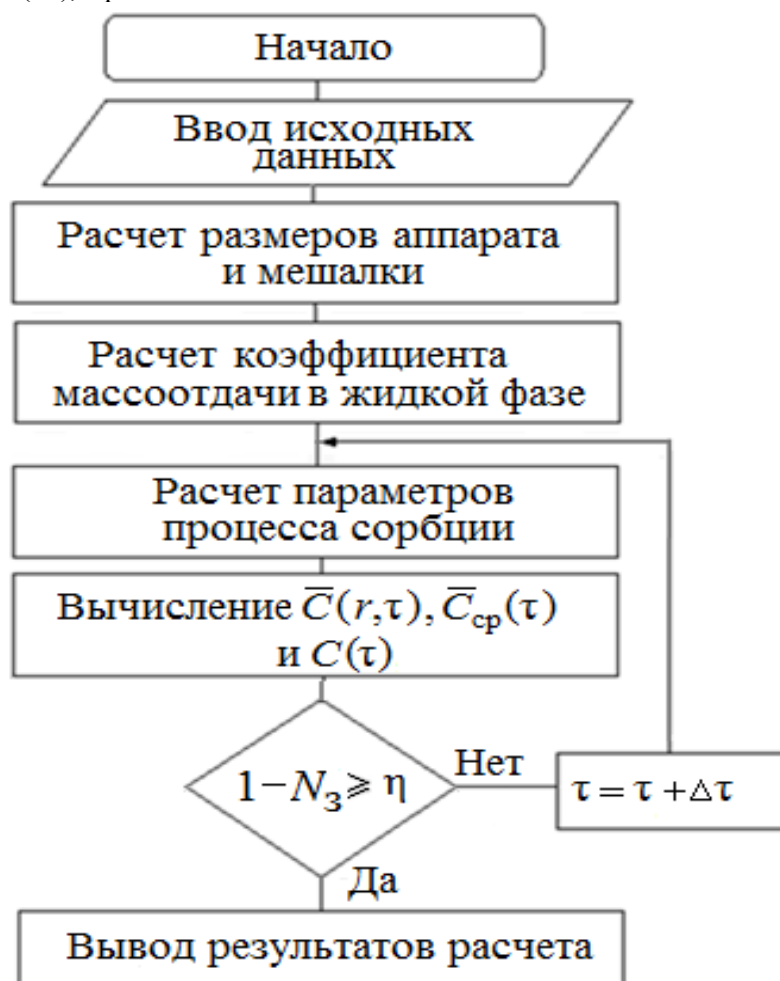 Начало
Ввод исходных
данных
Расчет размеров аппарата
и мешалки
Расчет коэффициента
массоотдачи в жидкой фазе
Расчет параметров
процесса сорбции
Вычисление C̅(r,τ), C̅ср(τ)
и C(τ)
1−N₃ ⩾ η
Нет
τ = τ + Δτ
Да
Вывод результатов расчета